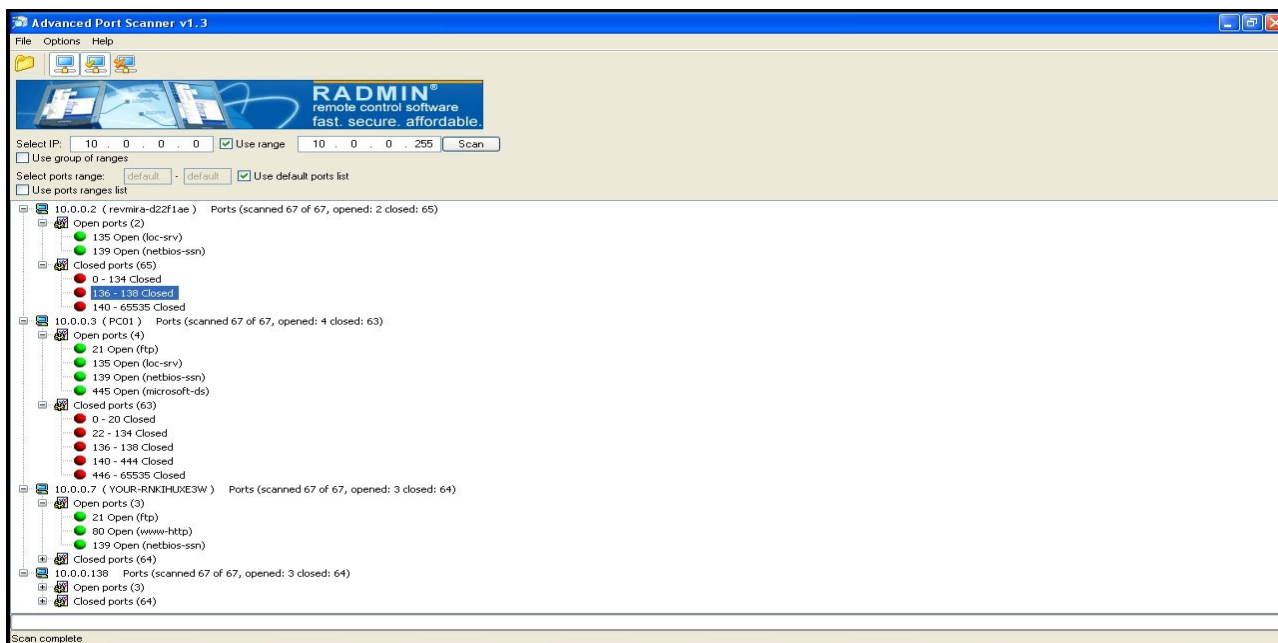 Advanced Port Scanner v1.3
File Options Help
RADMIN®
remote control software
fast. secure. affordable.
Select IP: 10 . 0 . 0 . 0 Use range 10 . 0 . 0 . 255 Scan
Use group of ranges
Select ports range: default - default Use default ports list
Use ports ranges list
10.0.0.2 ( revmira-d22f1ae ) Ports (scanned 67 of 67, opened: 2 closed: 65)
Open ports (2)
135 Open (loc-srv)
139 Open (netbios-ssn)
Closed ports (65)
0 - 134 Closed
136 - 138 Closed
140 - 65535 Closed
10.0.0.3 ( PC01 ) Ports (scanned 67 of 67, opened: 4 closed: 63)
Open ports (4)
21 Open (ftp)
135 Open (loc-srv)
139 Open (netbios-ssn)
445 Open (microsoft-ds)
Closed ports (63)
0 - 20 Closed
22 - 134 Closed
136 - 138 Closed
140 - 444 Closed
446 - 65535 Closed
10.0.0.7 ( YOUR-RNKIHUXE3W ) Ports (scanned 67 of 67, opened: 3 closed: 64)
Open ports (3)
21 Open (ftp)
80 Open (www-http)
139 Open (netbios-ssn)
Closed ports (64)
10.0.0.138 Ports (scanned 67 of 67, opened: 3 closed: 64)
Open ports (3)
Closed ports (64)
Scan complete